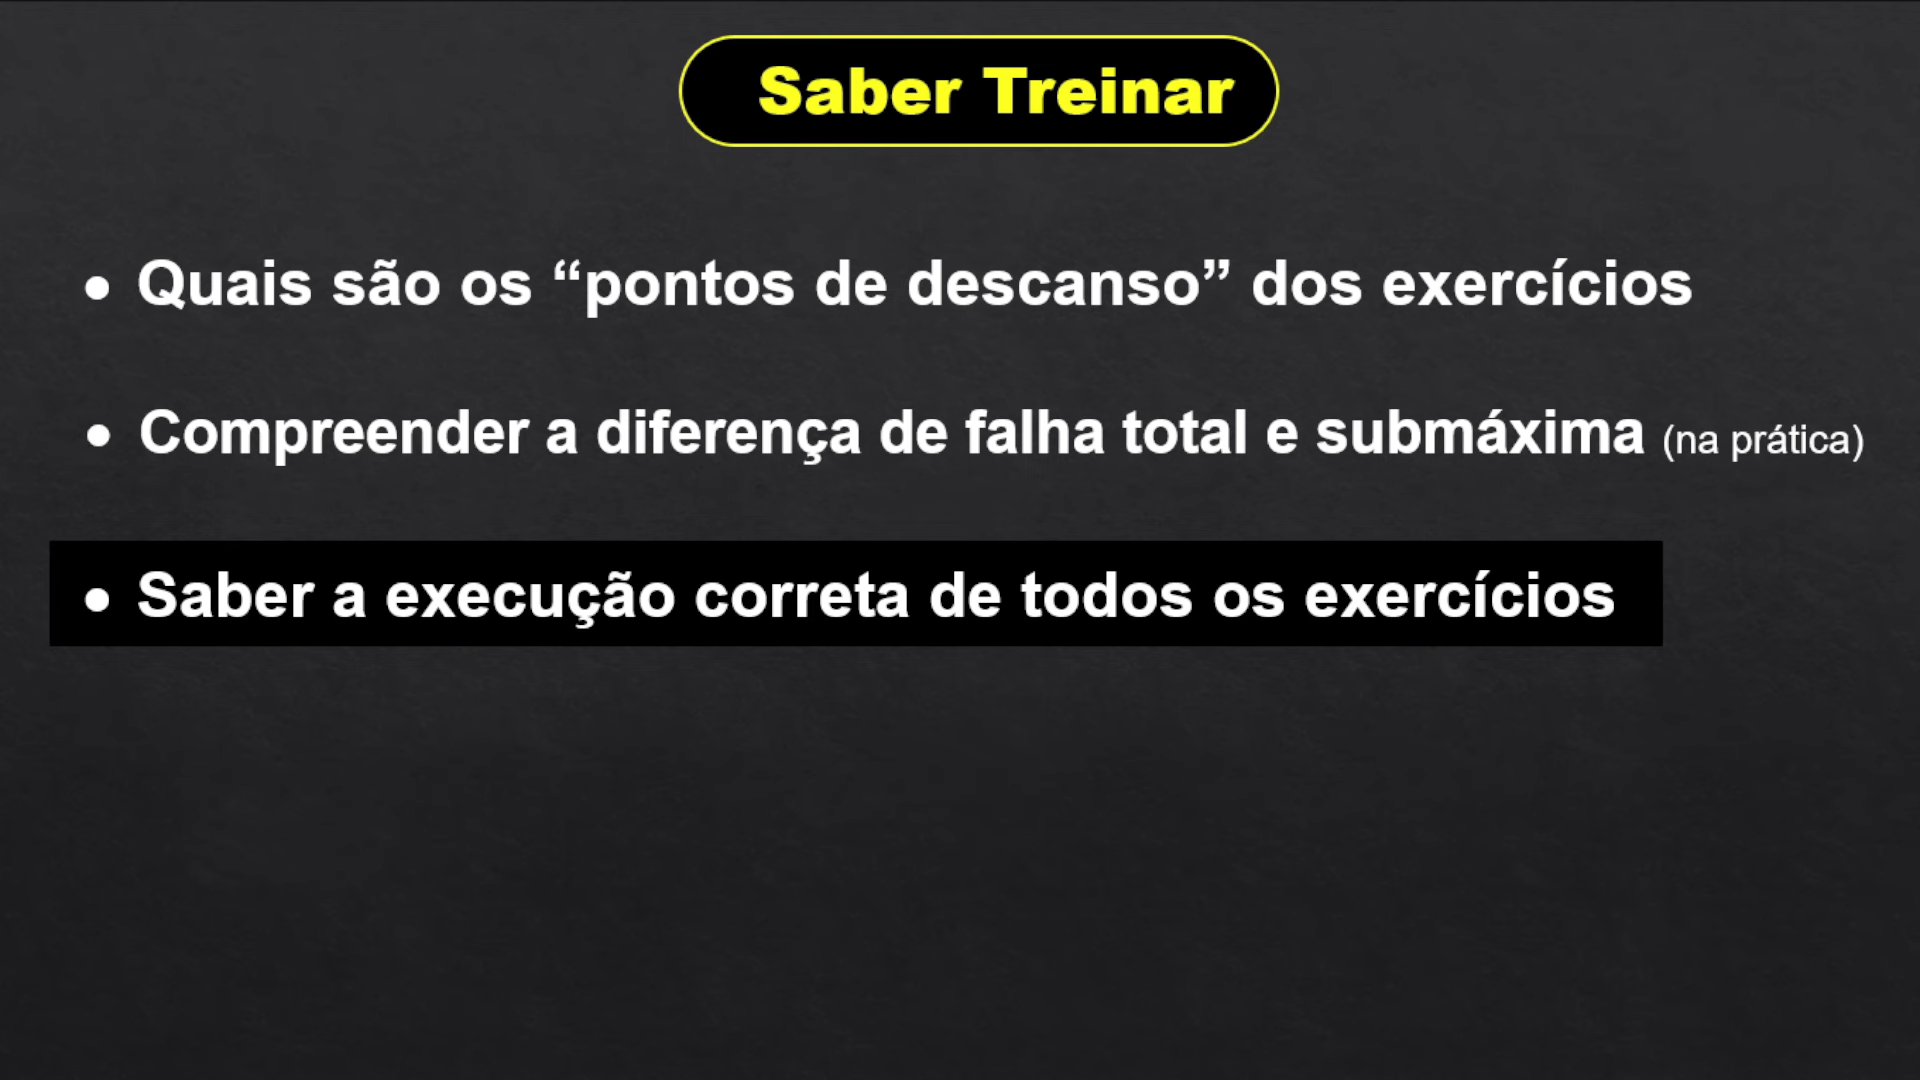 Saber Treinar
• Quais são os “pontos de descanso” dos exercícios
• Compreender a diferença de falha total e submáxima (na prática)
• Saber a execução correta de todos os exercícios